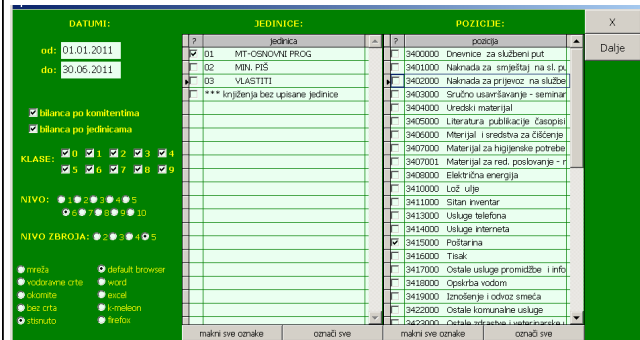 DATUMI:
od: 01.01.2011
do: 30.06.2011
bilanca po komitentima
bilanca po jedinicama
KLASE: 0 1 2 3 4
5 6 7 8 9
NIVO: 1 2 3 4 5
6 7 8 9 10
NIVO ZBROJA: 2 3 4 5
mreža default browser
vodoravne crte word
okomite excel
bez crta k-meleon
stisnuto firefox
JEDINICE:
? jedinica
01 MT-OSNOVNI PROG
02 MIN. PIŠ
03 VLASTITI
*** knjiženja bez upisane jedinice
makni sve oznake označi sve
POZICIJE:
? pozicija
3400000 Dnevnice za službeni put
3401000 Naknada za smještaj na sl. pu
3402000 Naknada za prijevoz na službe
3403000 Sručno usavršavanje - seminar
3404000 Uredski materijal
3405000 Literatura publikacije časopisi
3406000 Mterijal i sredstva za čišćenje
3407000 Materijal za higijenske potrebe
3407001 Materijal za red. poslovanje - r
3408000 Električna energija
3410000 Lož ulje
3411000 Sitan inventar
3413000 Usluge telefona
3414000 Usluge interneta
3415000 Poštarina
3416000 Tisak
3417000 Ostale usluge promidžbe i info
3418000 Opskrba vodom
3419000 Iznošenje i odvoz smeća
3422000 Ostale komunalne usluge
3423000 Ostale zdrastve i veterinarske u
makni sve oznake označi sve
X
Dalje